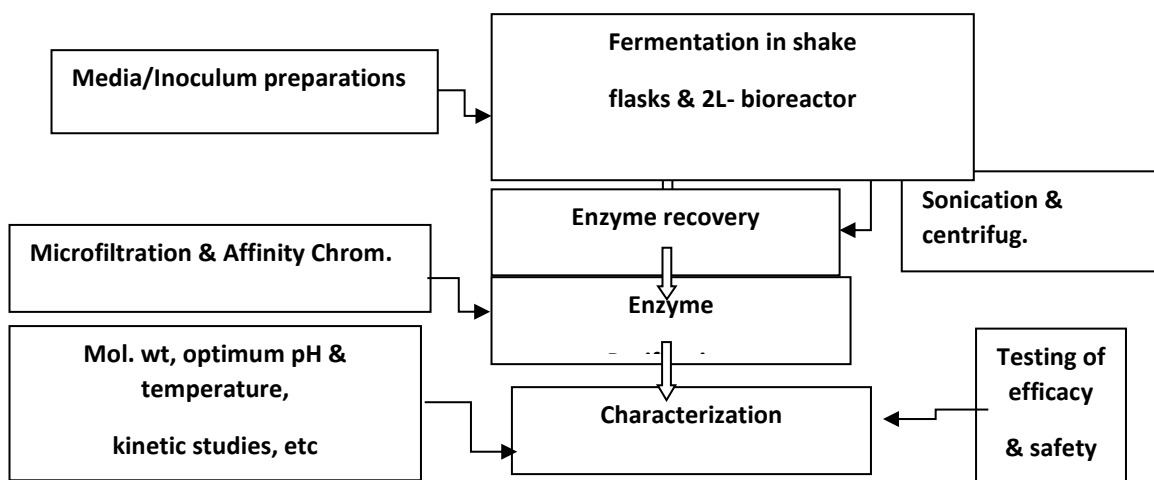 Fermentation in shake
flasks & 2L- bioreactor
Media/Inoculum preparations
Enzyme recovery
Sonication &
centrifug.
Microfiltration & Affinity Chrom.
Enzyme
Mol. wt, optimum pH &
temperature,
kinetic studies, etc
Characterization
Testing of
efficacy
& safety